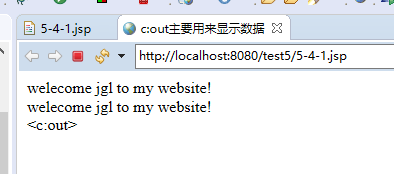 5-4-1.jsp
c:out主要用来显示数据
http://localhost:8080/test5/5-4-1.jsp
welecome jgl to my website!
welecome jgl to my website!
<c:out>